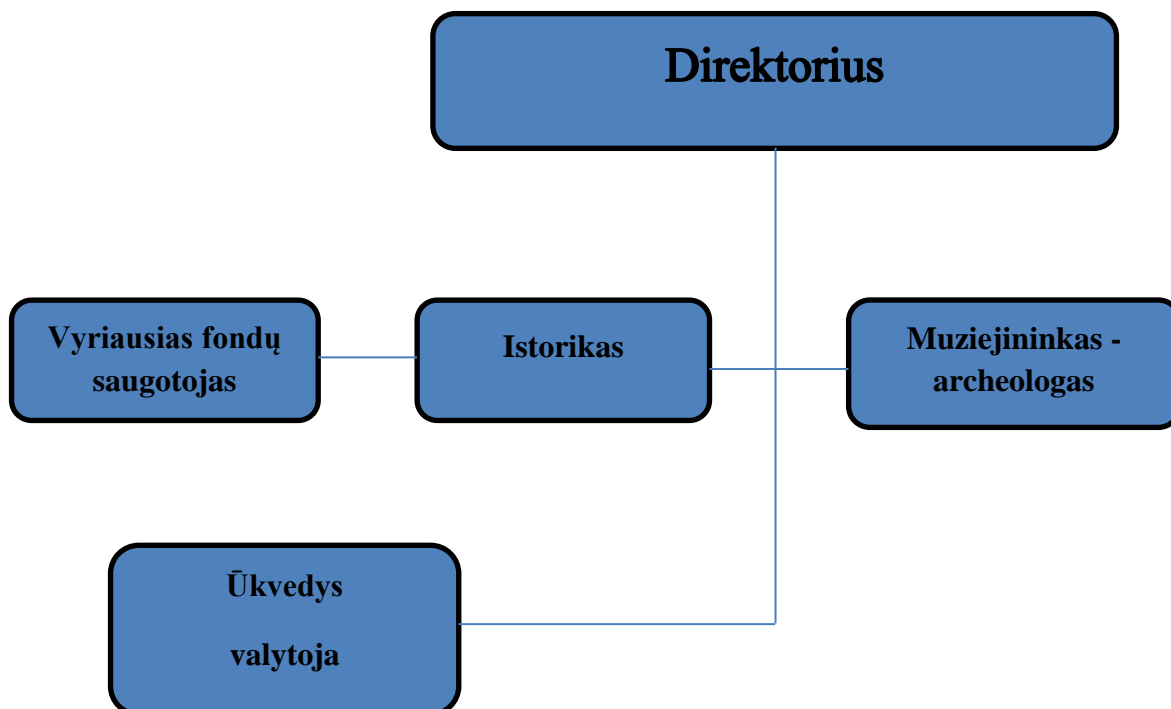 Direktorius
Vyriausias fondų
saugotojas
Istorikas
Muziejininkas -
archeologas
Ūkvedys
valytoja